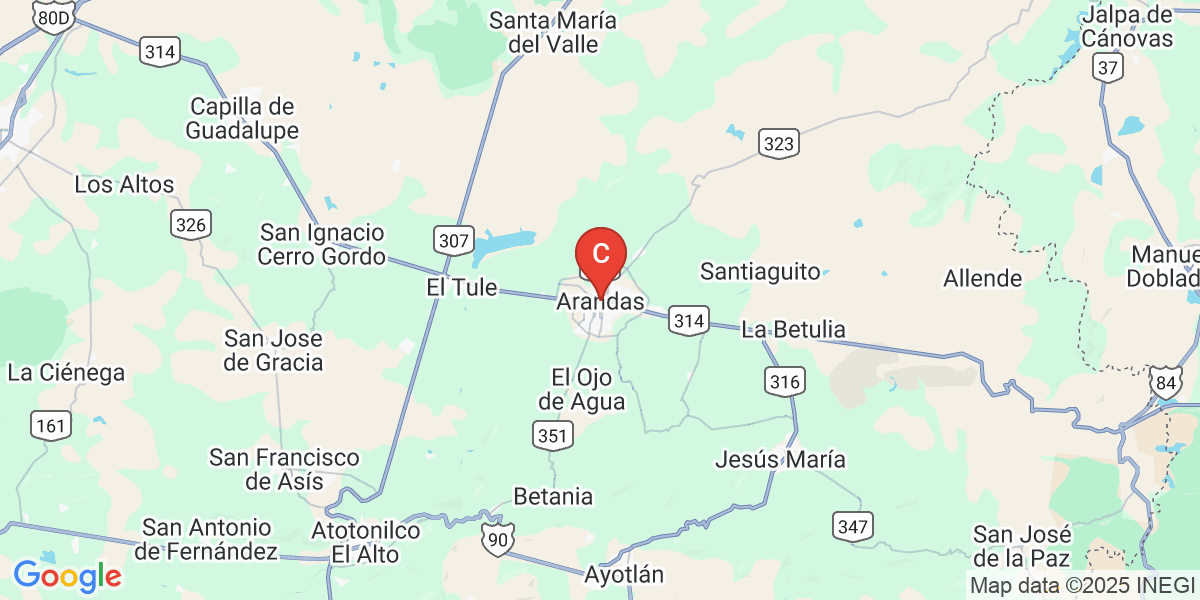 80D
Santa María
del Valle
Jalpa de
Cánovas
314
37
Capilla de
Guadalupe
323
Los Altos
326
San Ignacio
Cerro Gordo
307
C
Manue
Doblad
Santiaguito
Allende
El Tule
Arandas
314
La Betulia
San Jose
de Gracia
La Ciénega
El Ojo
de Agua
316
84
161
351
San Francisco
de Asís
Jesús María
Betania
San Antonio
de Fernández
Atotonilco
El Alto
90
347
San José
de la Paz
Ayotlán
Google
Map data ©2025 INEGI